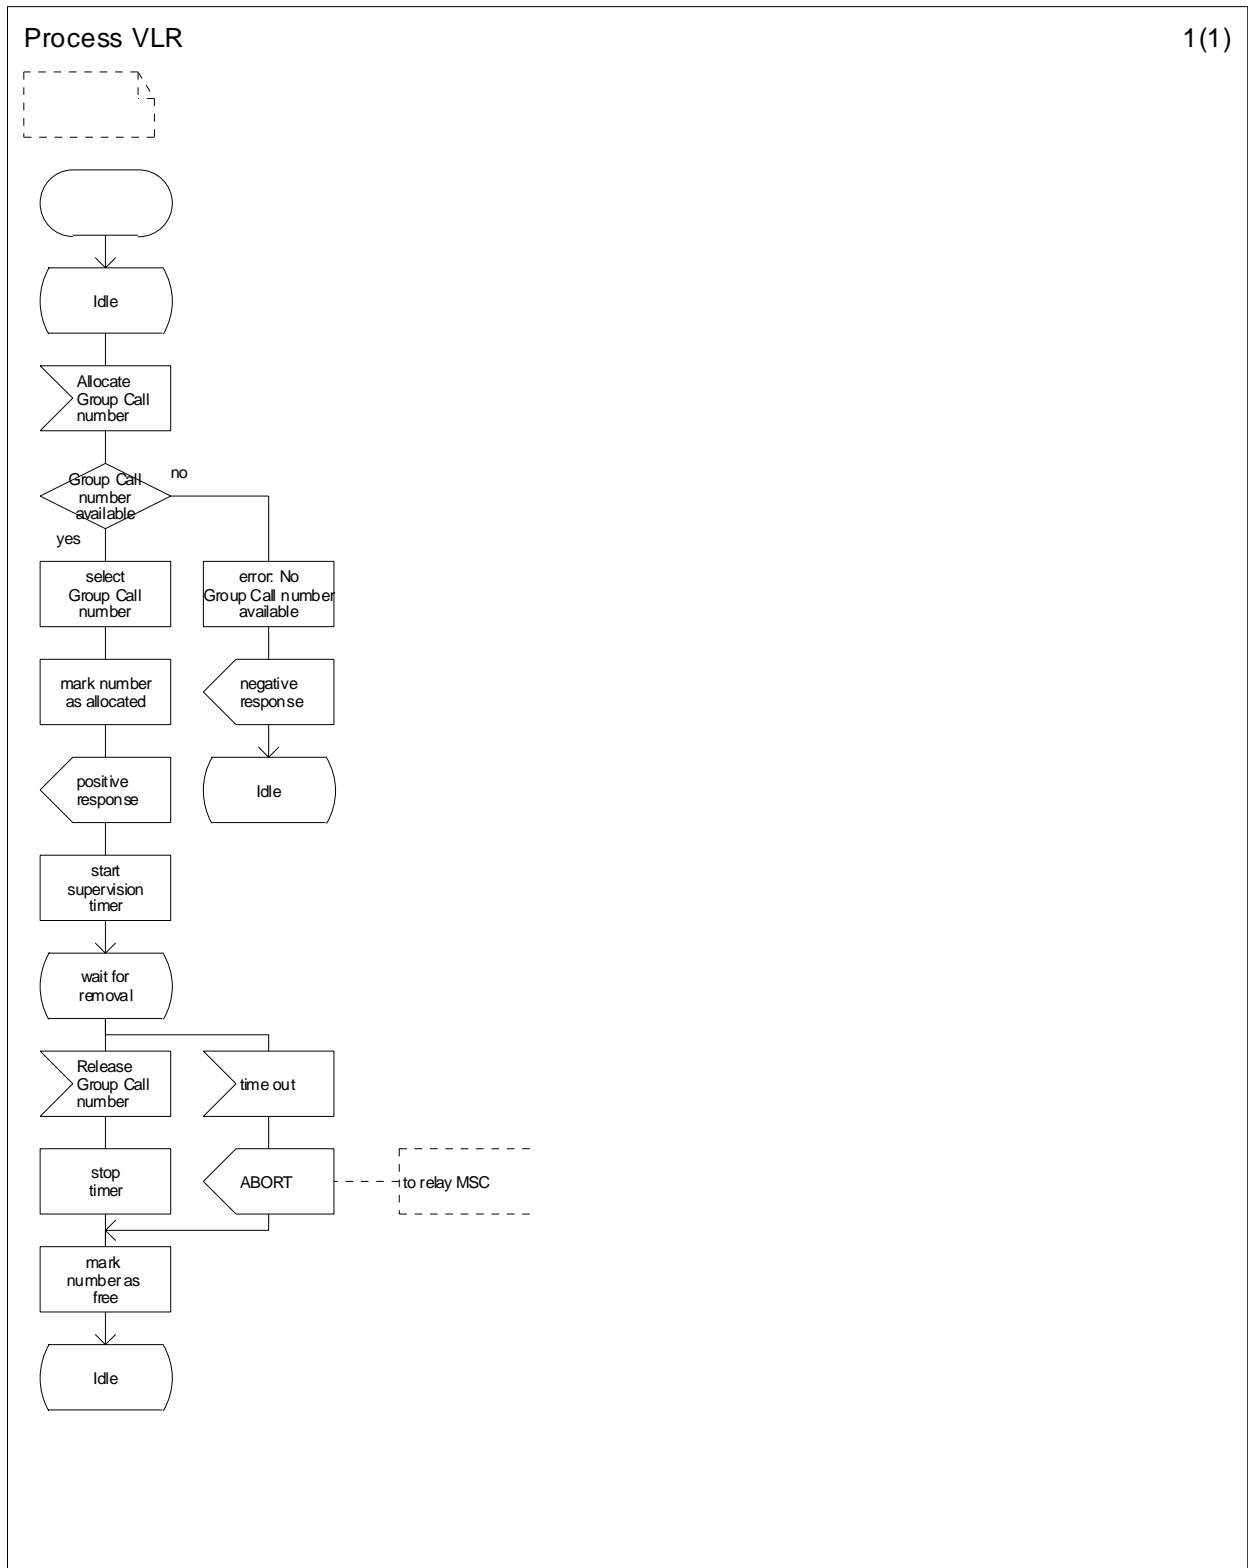 Process VLR
1(1)
Idle
Allocate
Group Call
number
Group Call
number
available
no
yes
select
Group Call
number
error: No
Group Call number
available
mark number
as allocated
negative
response
positive
response
Idle
start
supervision
timer
wait for
removal
Release
Group Call
number
time out
stop
timer
ABORT
to relay MSC
mark
number as
free
Idle